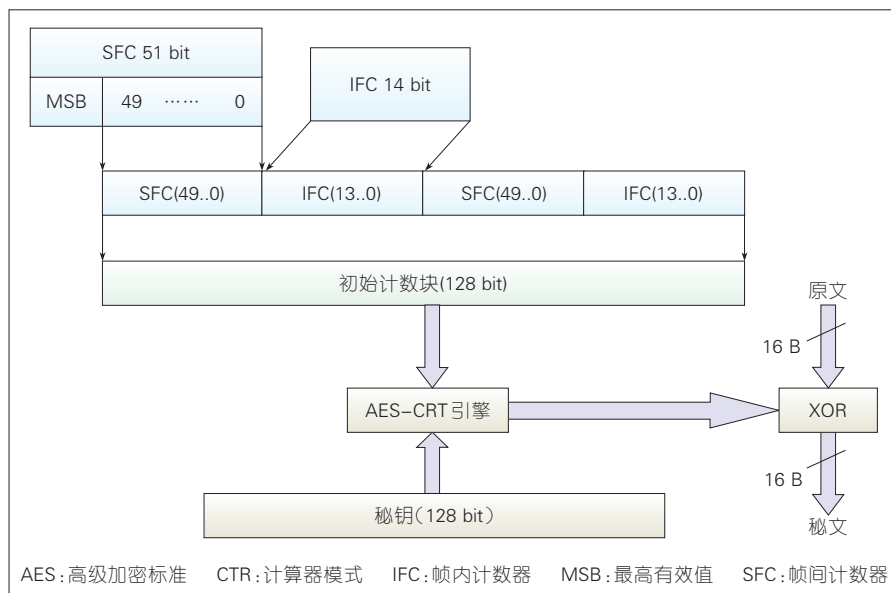 SFC 51 bit
MSB 49 …… 0
IFC 14 bit
SFC(49..0) IFC(13..0) SFC(49..0) IFC(13..0)
初始计数块(128 bit)
原文
16 B
AES-CRT引擎
XOR
16 B
秘钥(128 bit)
秘文
AES:高级加密标准 CTR:计算器模式 IFC:帧内计数器 MSB:最高有效值 SFC:帧间计数器